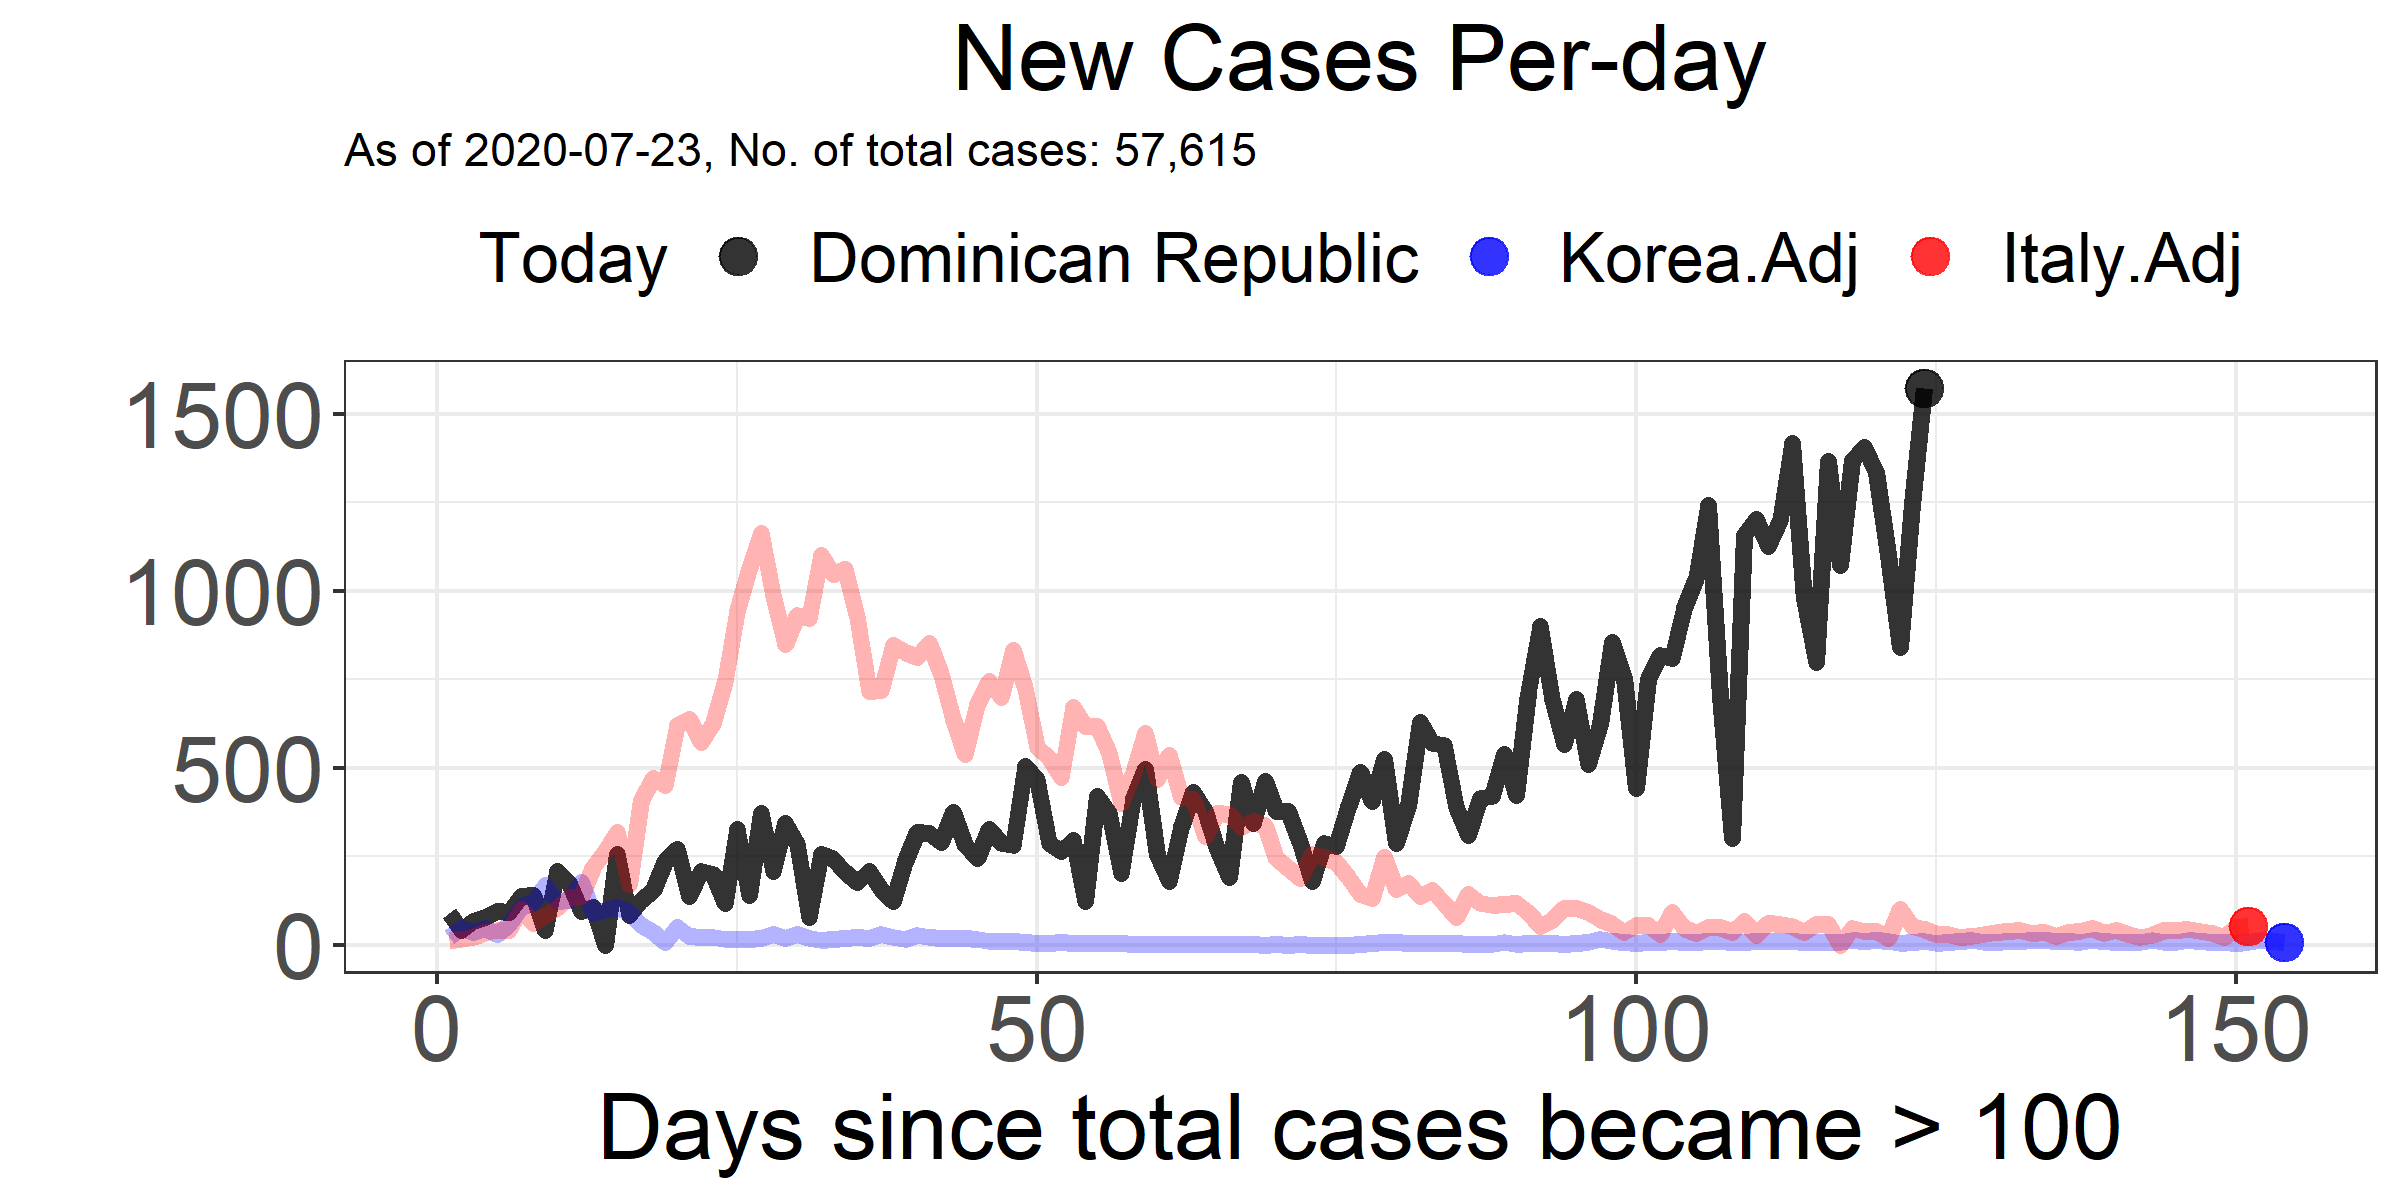 New Cases Per-day
As of 2020-07-23, No. of total cases: 57,615
Today Dominican Republic Korea.Adj Italy.Adj
1500
1000
500
0
0 50 100 150
Days since total cases became > 100